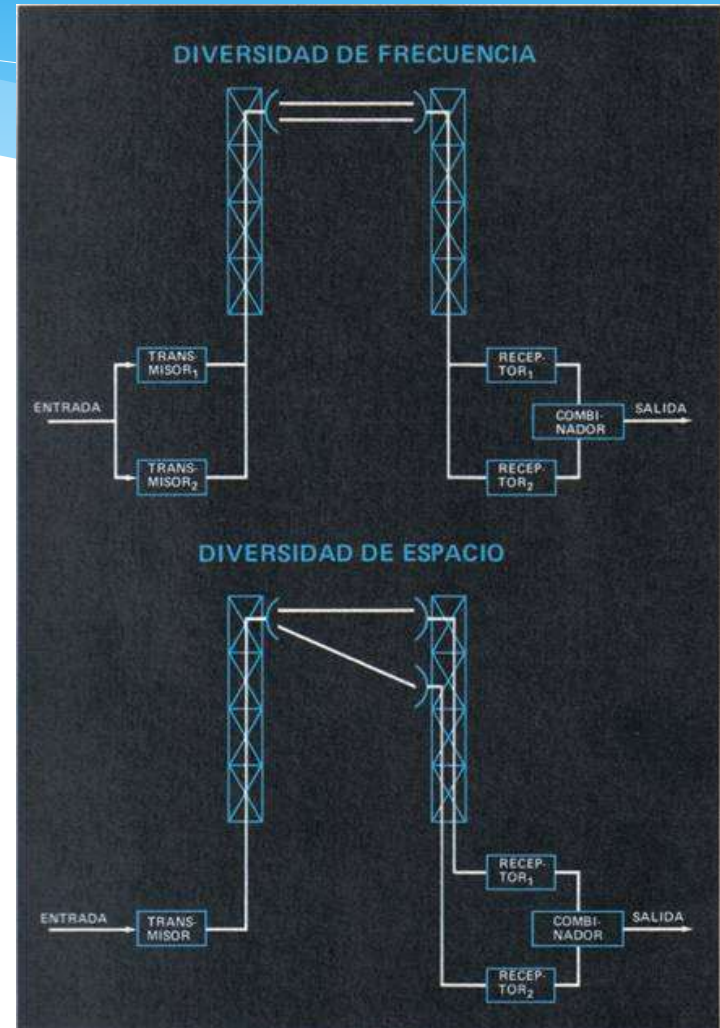 DIVERSIDAD DE FRECUENCIA
TRANS-
MISOR₁
ENTRADA
TRANS-
MISOR₂
RECEP-
TOR₁
COMBI-
NADOR
SALIDA
RECEP-
TOR₂
DIVERSIDAD DE ESPACIO
ENTRADA
TRANS-
MISOR
RECEP-
TOR₁
COMBI-
NADOR
SALIDA
RECEP-
TOR₂